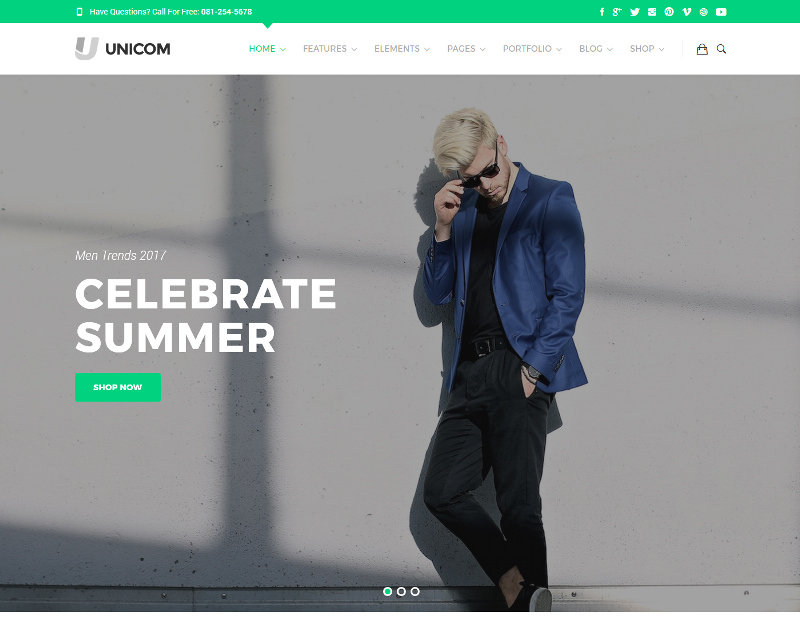 Have Questions? Call For Free: 081-254-5678
UNICOM
HOME FEATURES ELEMENTS PAGES PORTFOLIO BLOG SHOP
Men Trends 2017
CELEBRATE
SUMMER
SHOP NOW